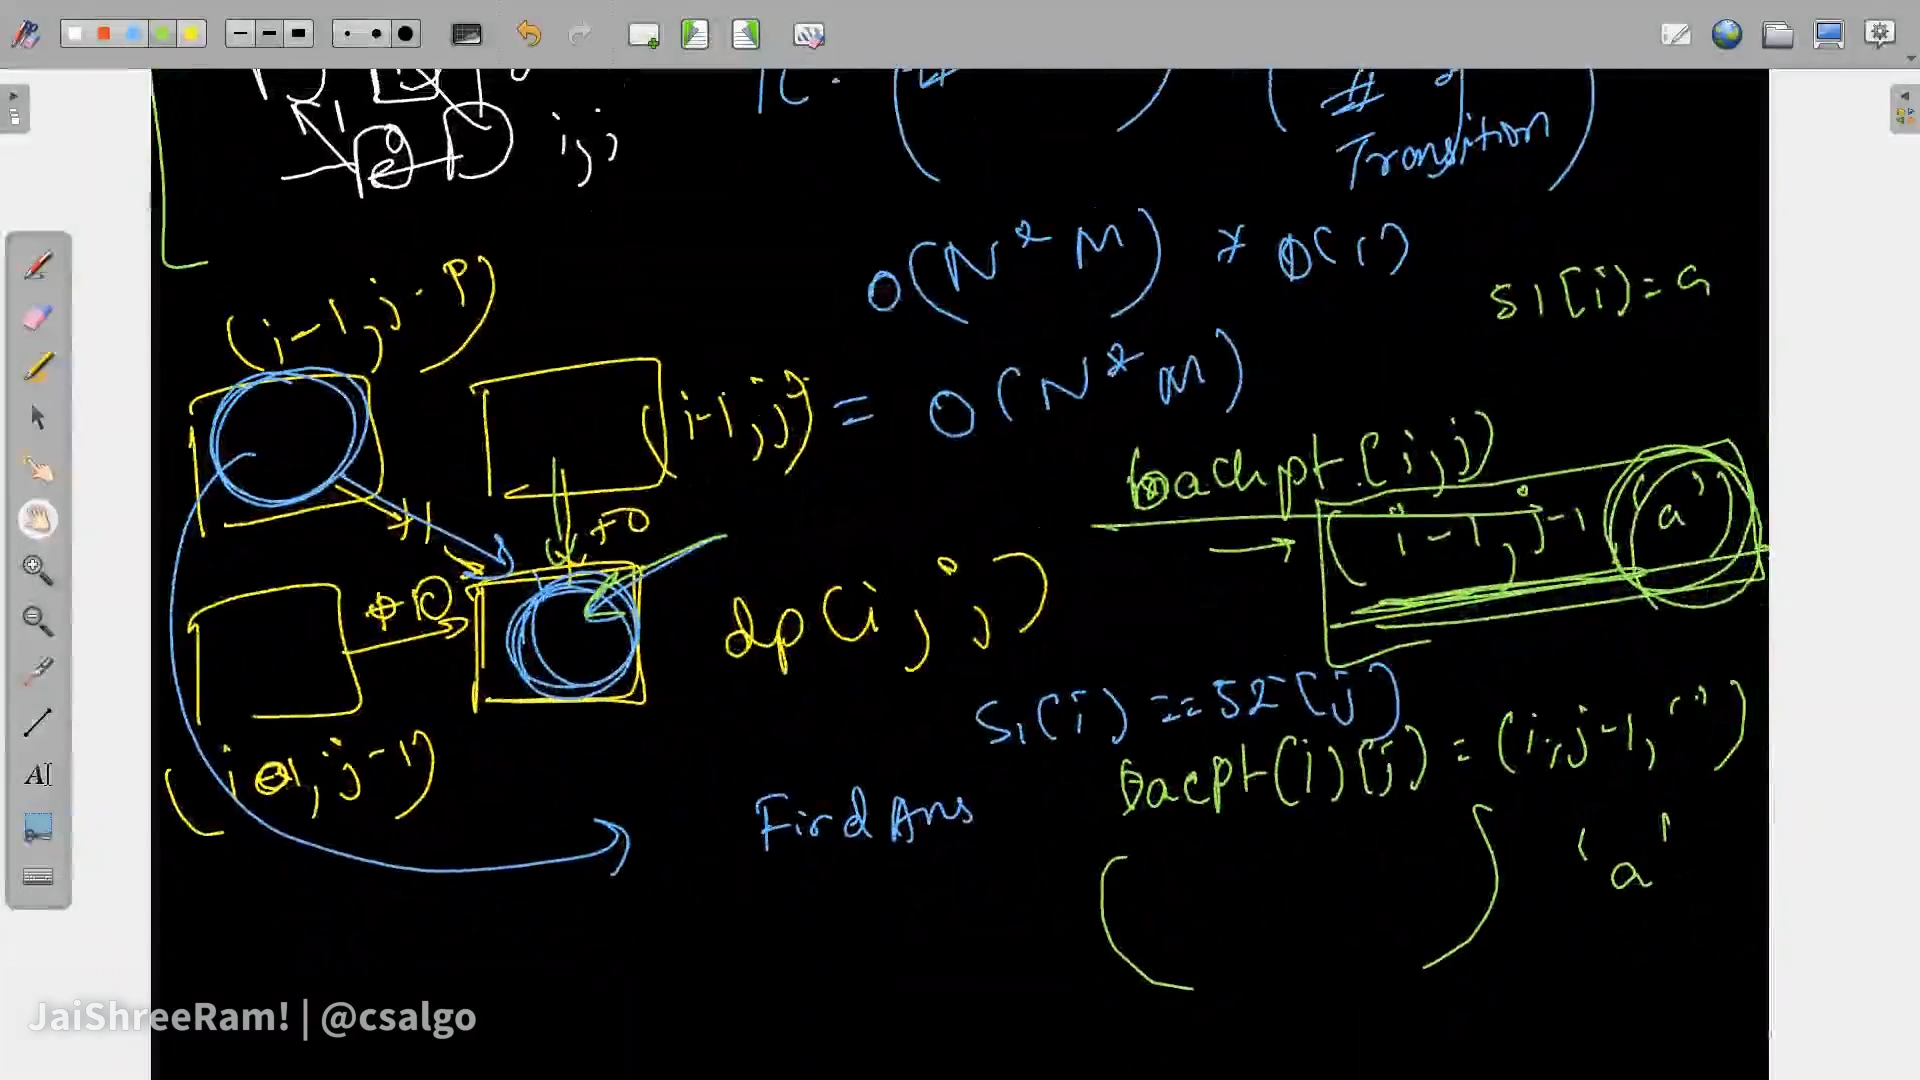 i,j
TC:
#
Transition
O(N * M) * O(1)
S1[i]=a
(i-1,j-1)
(i-1,j)
= O(N * M)
backpt[i,j]
(i-1,j-1 'a')
+1
+0
+0
dp(i,j)
S1(i) == S2[j]
Bacpt(i)[j] = (i,j-1,'')
(i, j-1)
Find Ans
'a'
JaiShreeRam! | @csalgo